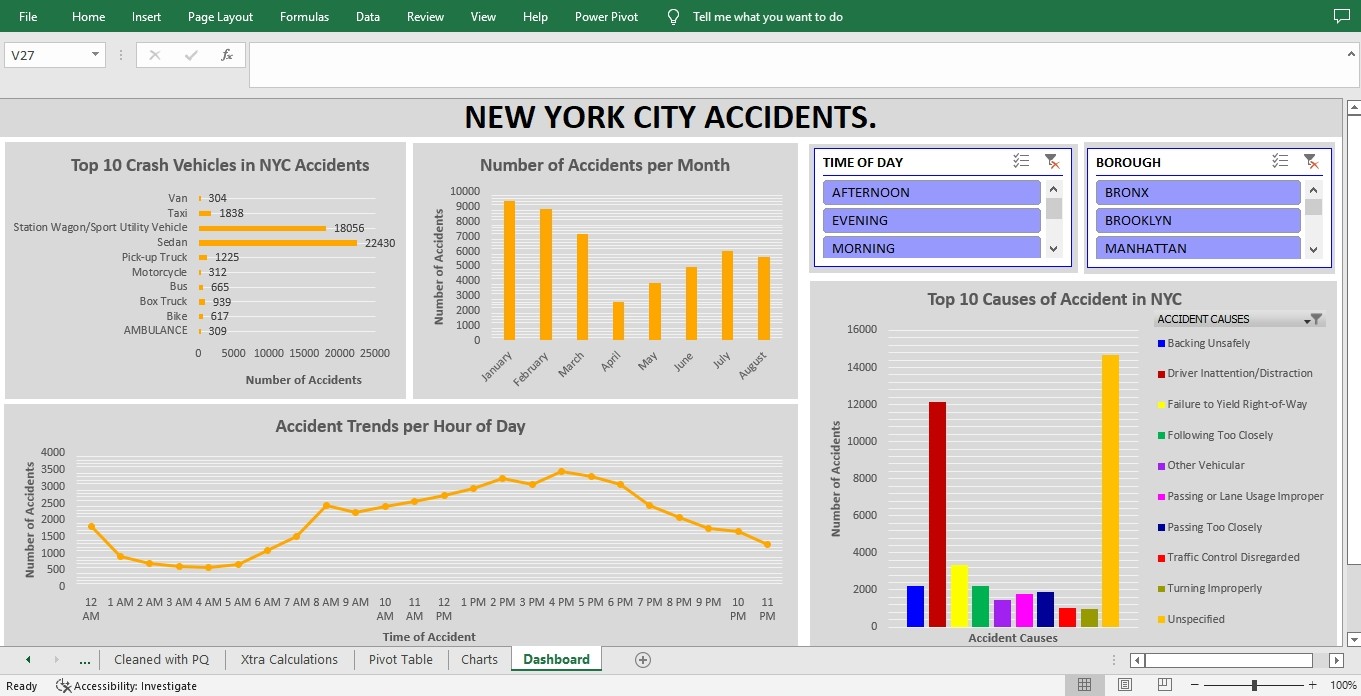 File Home Insert Page Layout Formulas Data Review View Help Power Pivot Tell me what you want to do
V27 fx
NEW YORK CITY ACCIDENTS.
Top 10 Crash Vehicles in NYC Accidents
Van 304
Taxi 1838
Station Wagon/Sport Utility Vehicle 18056
Sedan 22430
Pick-up Truck 1225
Motorcycle 312
Bus 665
Box Truck 939
Bike 617
AMBULANCE 309
0 5000 10000 15000 20000 25000
Number of Accidents
Number of Accidents per Month
Number of Accidents
10000
9000
8000
7000
6000
5000
4000
3000
2000
1000
0
January February March April May June July August
TIME OF DAY
AFTERNOON
EVENING
MORNING
BOROUGH
BRONX
BROOKLYN
MANHATTAN
Accident Trends per Hour of Day
Number of Accidents
4000
3500
3000
2500
2000
1500
1000
500
0
12 AM 1 AM 2 AM 3 AM 4 AM 5 AM 6 AM 7 AM 8 AM 9 AM 10 AM 11 AM 12 PM 1 PM 2 PM 3 PM 4 PM 5 PM 6 PM 7 PM 8 PM 9 PM 10 PM 11 PM
Time of Accident
Top 10 Causes of Accident in NYC
Number of Accidents
16000
14000
12000
10000
8000
6000
4000
2000
0
Accident Causes
ACCIDENT CAUSES
Backing Unsafely
Driver Inattention/Distraction
Failure to Yield Right-of-Way
Following Too Closely
Other Vehicular
Passing or Lane Usage Improper
Passing Too Closely
Traffic Control Disregarded
Turning Improperly
Unspecified
... Cleaned with PQ Xtra Calculations Pivot Table Charts Dashboard
Ready Accessibility: Investigate 100%